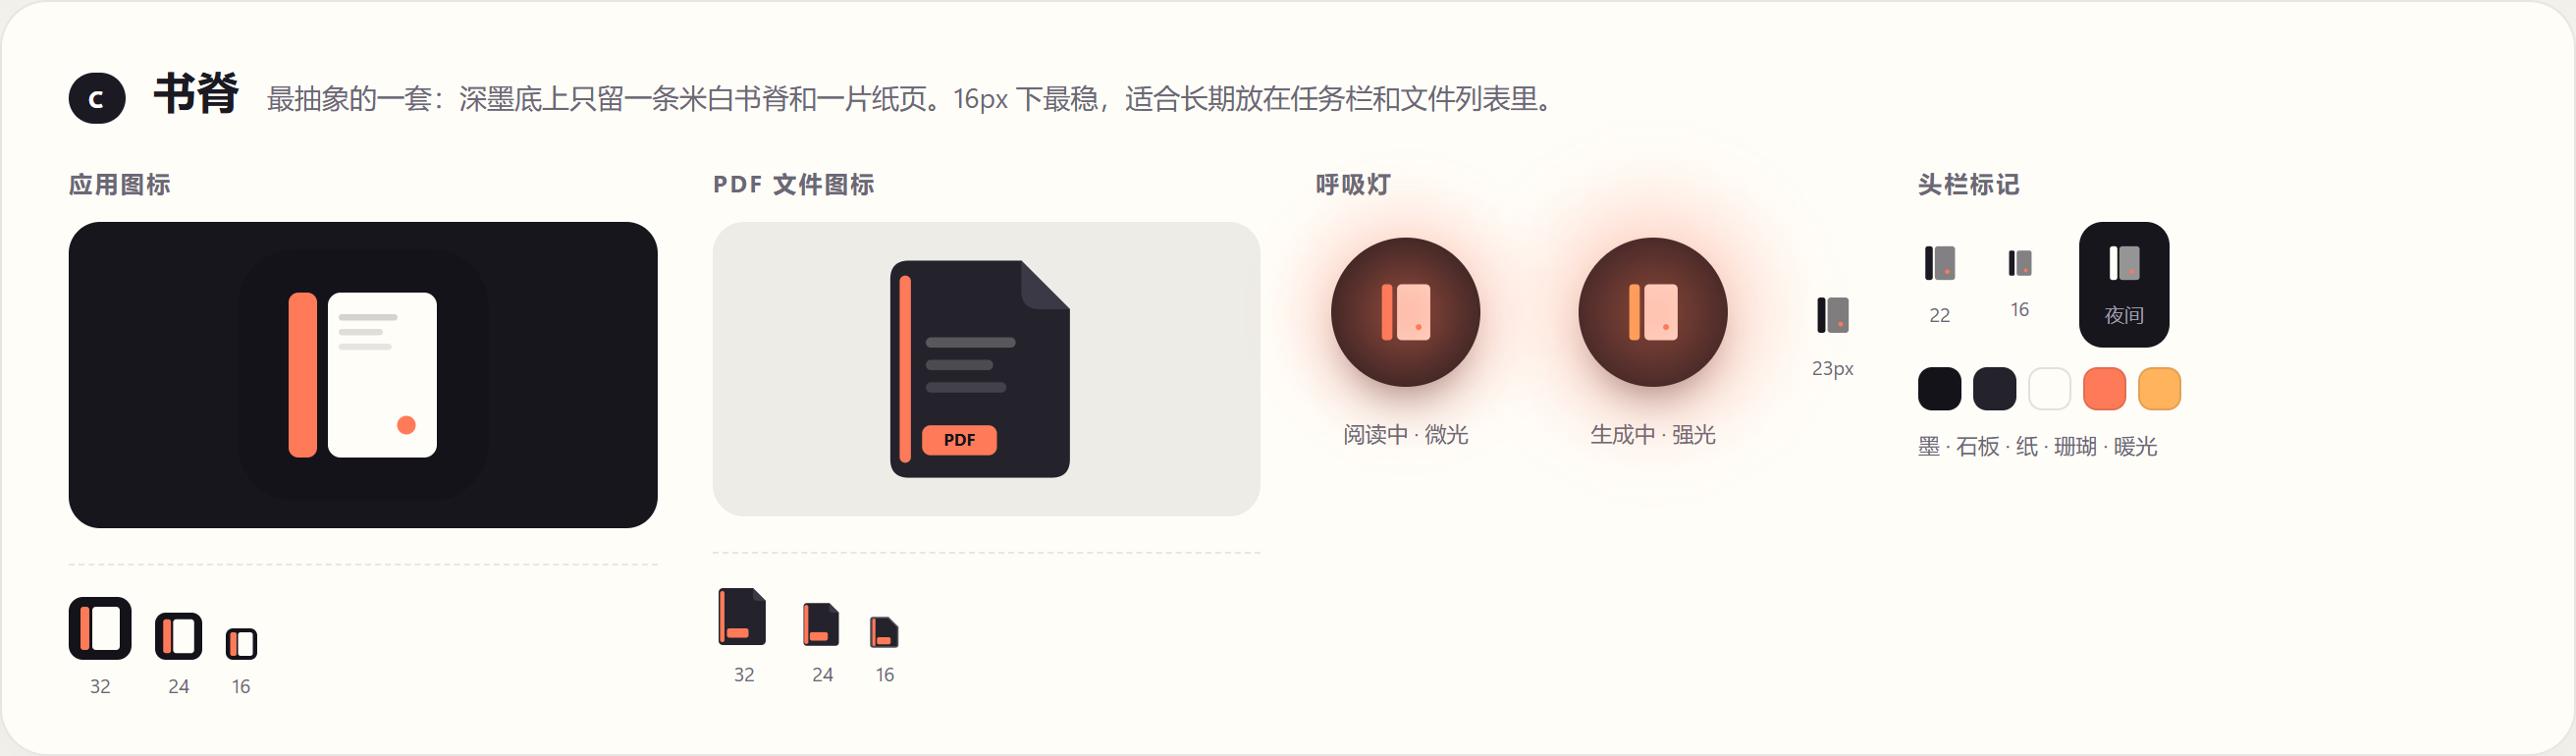 C 书脊 最抽象的一套：深墨底上只留一条米白书脊和一片纸页。16px 下最稳，适合长期放在任务栏和文件列表里。
应用图标
32 24 16
PDF 文件图标
PDF
32 24 16
呼吸灯
阅读中 · 微光
生成中 · 强光
23px
头栏标记
22 16 夜间
墨 · 石板 · 纸 · 珊瑚 · 暖光